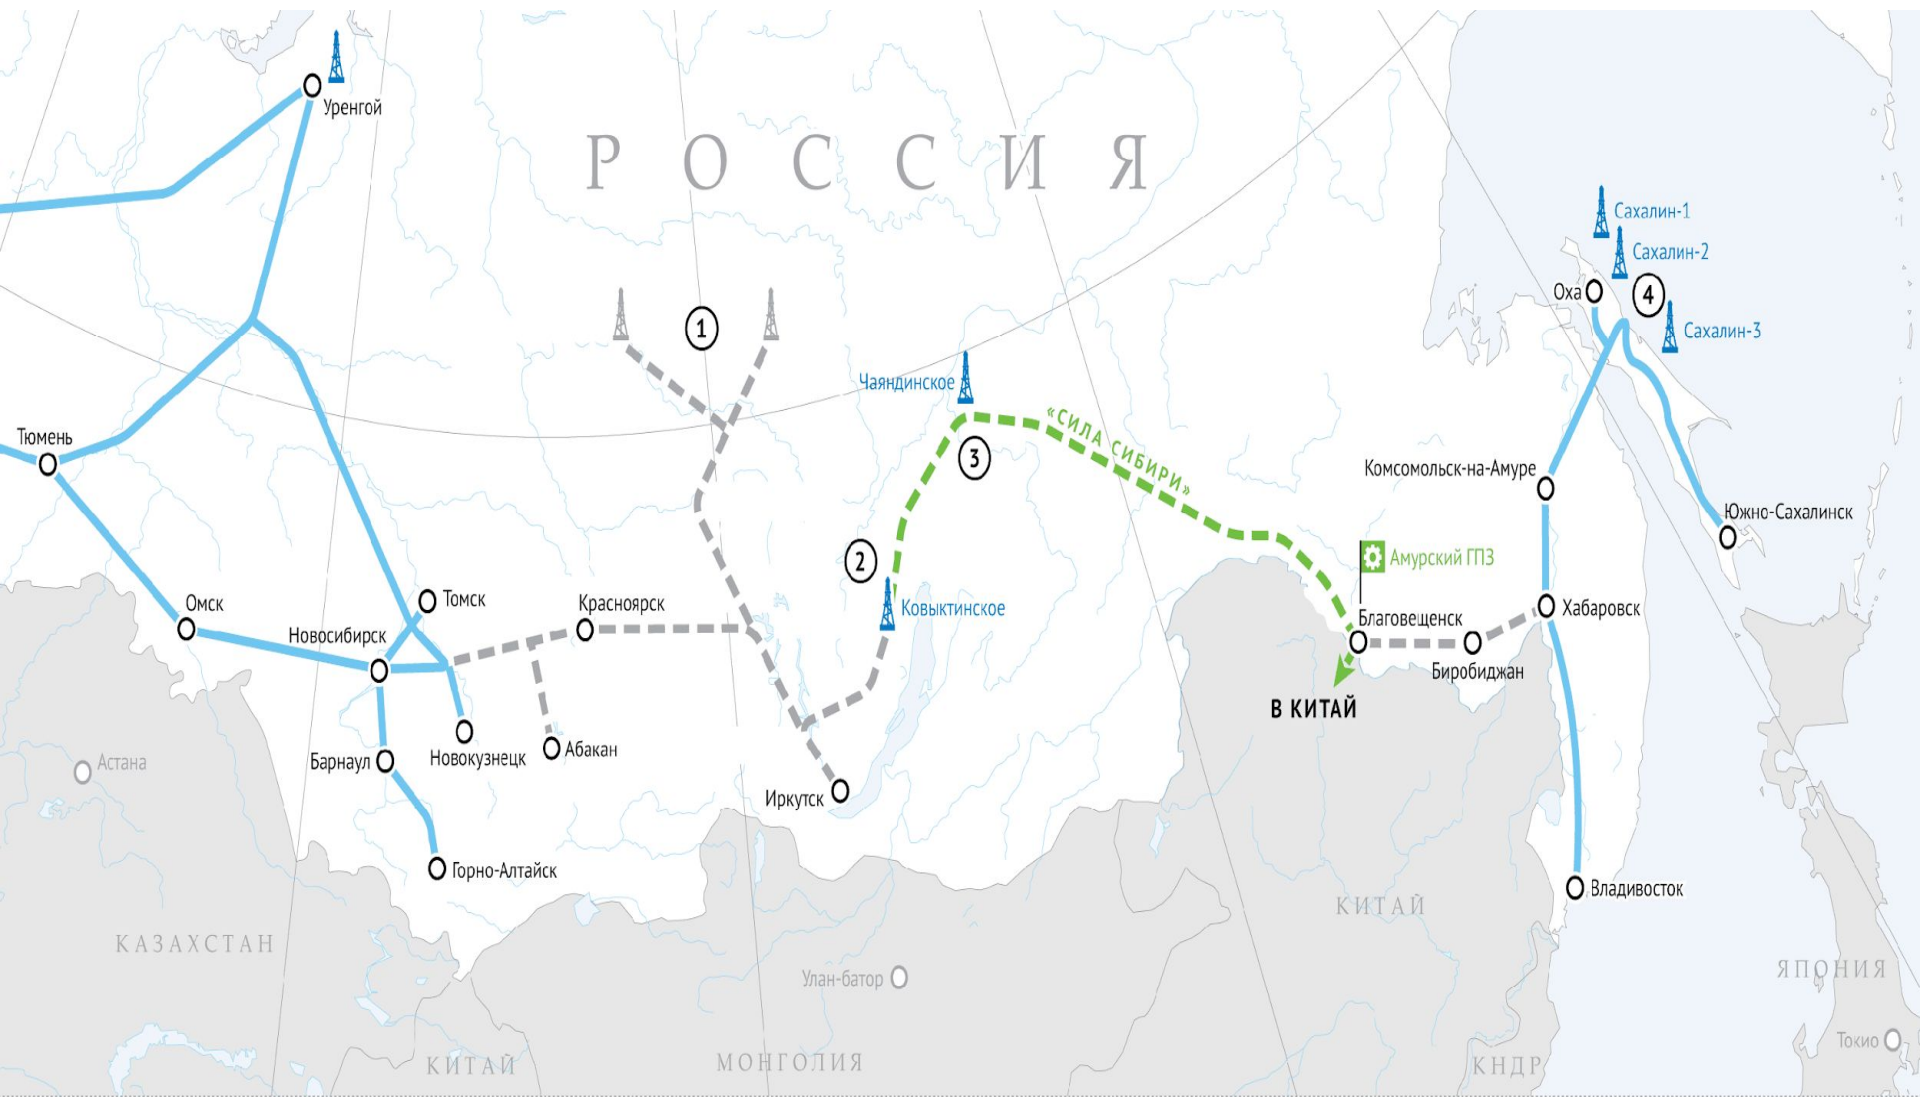 Уренгой
РОССИЯ
Сахалин-1
Сахалин-2
Оха
4
Сахалин-3
1
Чаяндинское
«СИЛА СИБИРИ»
Тюмень
3
Комсомольск-на-Амуре
Южно-Сахалинск
2
Амурский ГПЗ
Омск
Томск
Красноярск
Ковыктинское
Благовещенск
Хабаровск
Новосибирск
Биробиджан
В КИТАЙ
Астана
Барнаул
Новокузнецк
Абакан
Иркутск
Горно-Алтайск
Владивосток
КИТАЙ
КАЗАХСТАН
Улан-батор
ЯПОНИЯ
Токио
КИТАЙ
МОНГОЛИЯ
КНДР